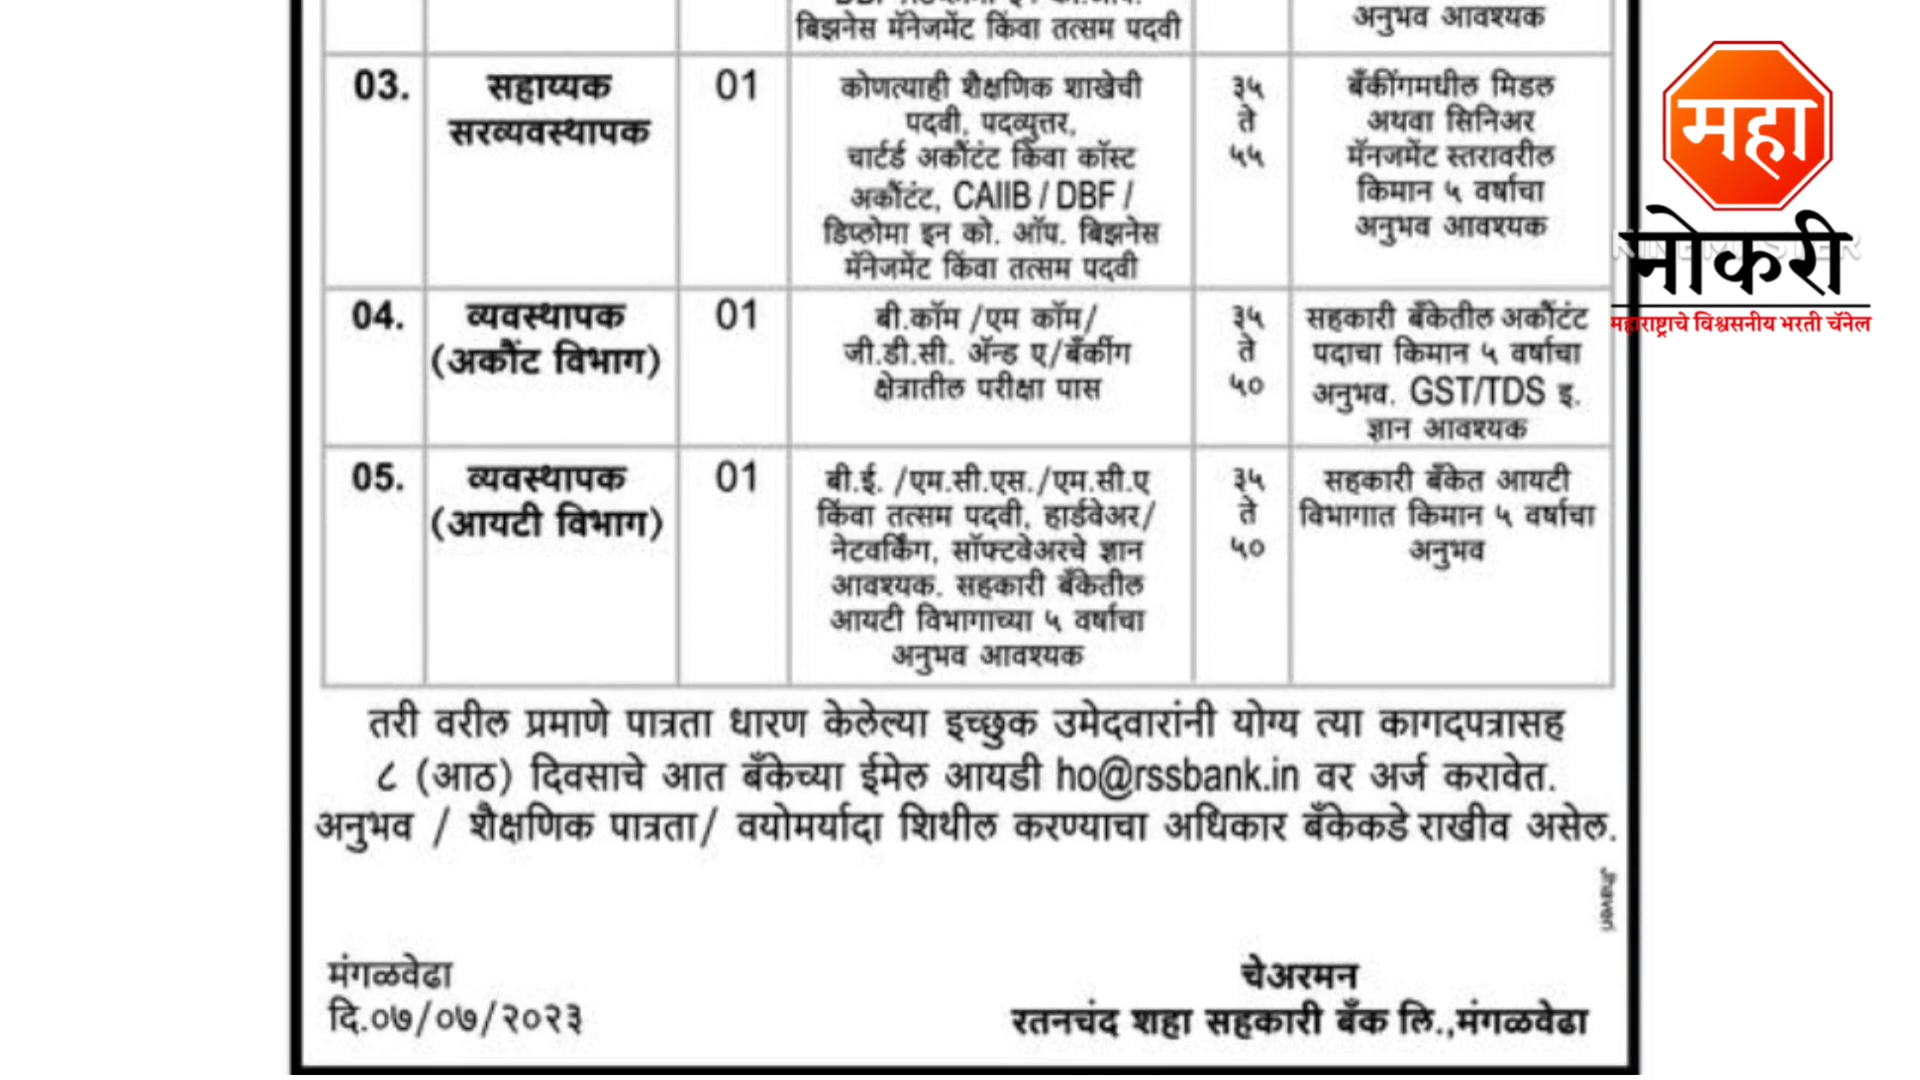 बिझनेस मॅनेजमेंट किंवा तत्सम पदवी
अनुभव आवश्यक
03.
सहाय्यक
सरव्यवस्थापक
01
कोणत्याही शैक्षणिक शाखेची
पदवी, पदव्युत्तर,
चार्टर्ड अकौंटंट किंवा कॉस्ट
अकौंटंट, CAIIB / DBF /
डिप्लोमा इन को. ऑप. बिझनेस
मॅनेजमेंट किंवा तत्सम पदवी
३५
ते
५५
बँकींगमधील मिडल
अथवा सिनिअर
मॅनजमेंट स्तरावरील
किमान ५ वर्षाचा
अनुभव आवश्यक
04.
व्यवस्थापक
(अकौंट विभाग)
01
बी.कॉम /एम कॉम/
जी.डी.सी. ॲन्ड ए/बँकींग
क्षेत्रातील परीक्षा पास
३५
ते
५०
सहकारी बँकेतील अकौंटंट
पदाचा किमान ५ वर्षाचा
अनुभव. GST/TDS इ.
ज्ञान आवश्यक
05.
व्यवस्थापक
(आयटी विभाग)
01
बी.ई. /एम.सी.एस./एम.सी.ए
किंवा तत्सम पदवी, हार्डवेअर/
नेटवर्किंग, सॉफ्टवेअरचे ज्ञान
आवश्यक. सहकारी बँकेतील
आयटी विभागाच्या ५ वर्षाचा
अनुभव आवश्यक
३५
ते
५०
सहकारी बँकेत आयटी
विभागात किमान ५ वर्षाचा
अनुभव
तरी वरील प्रमाणे पात्रता धारण केलेल्या इच्छुक उमेदवारांनी योग्य त्या कागदपत्रासह
८ (आठ) दिवसाचे आत बँकेच्या ईमेल आयडी ho@rssbank.in वर अर्ज करावेत.
अनुभव / शैक्षणिक पात्रता/ वयोमर्यादा शिथील करण्याचा अधिकार बँकेकडे राखीव असेल.
Jhaveri
मंगळवेढा
दि.०७/०७/२०२३
चेअरमन
रतनचंद शहा सहकारी बँक लि.,मंगळवेढा
महा
नोकरी
महाराष्ट्राचे विश्वसनीय भरती चॅनेल